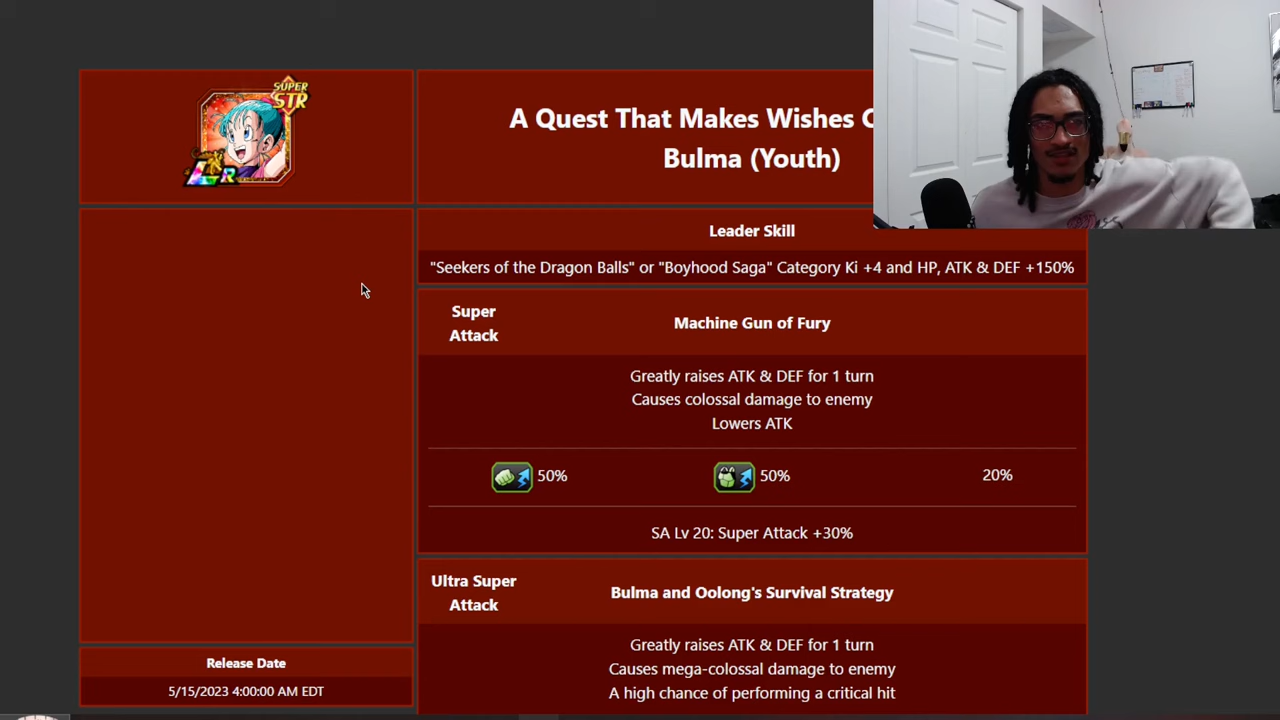 SUPER
STR
LR
A Quest That Makes Wishes
Bulma (Youth)
Leader Skill
"Seekers of the Dragon Balls" or "Boyhood Saga" Category Ki +4 and HP, ATK & DEF +150%
Super
Attack
Machine Gun of Fury
Greatly raises ATK & DEF for 1 turn
Causes colossal damage to enemy
Lowers ATK
50%
50%
20%
SA Lv 20: Super Attack +30%
Ultra Super
Attack
Bulma and Oolong's Survival Strategy
Greatly raises ATK & DEF for 1 turn
Causes mega-colossal damage to enemy
A high chance of performing a critical hit
Release Date
5/15/2023 4:00:00 AM EDT